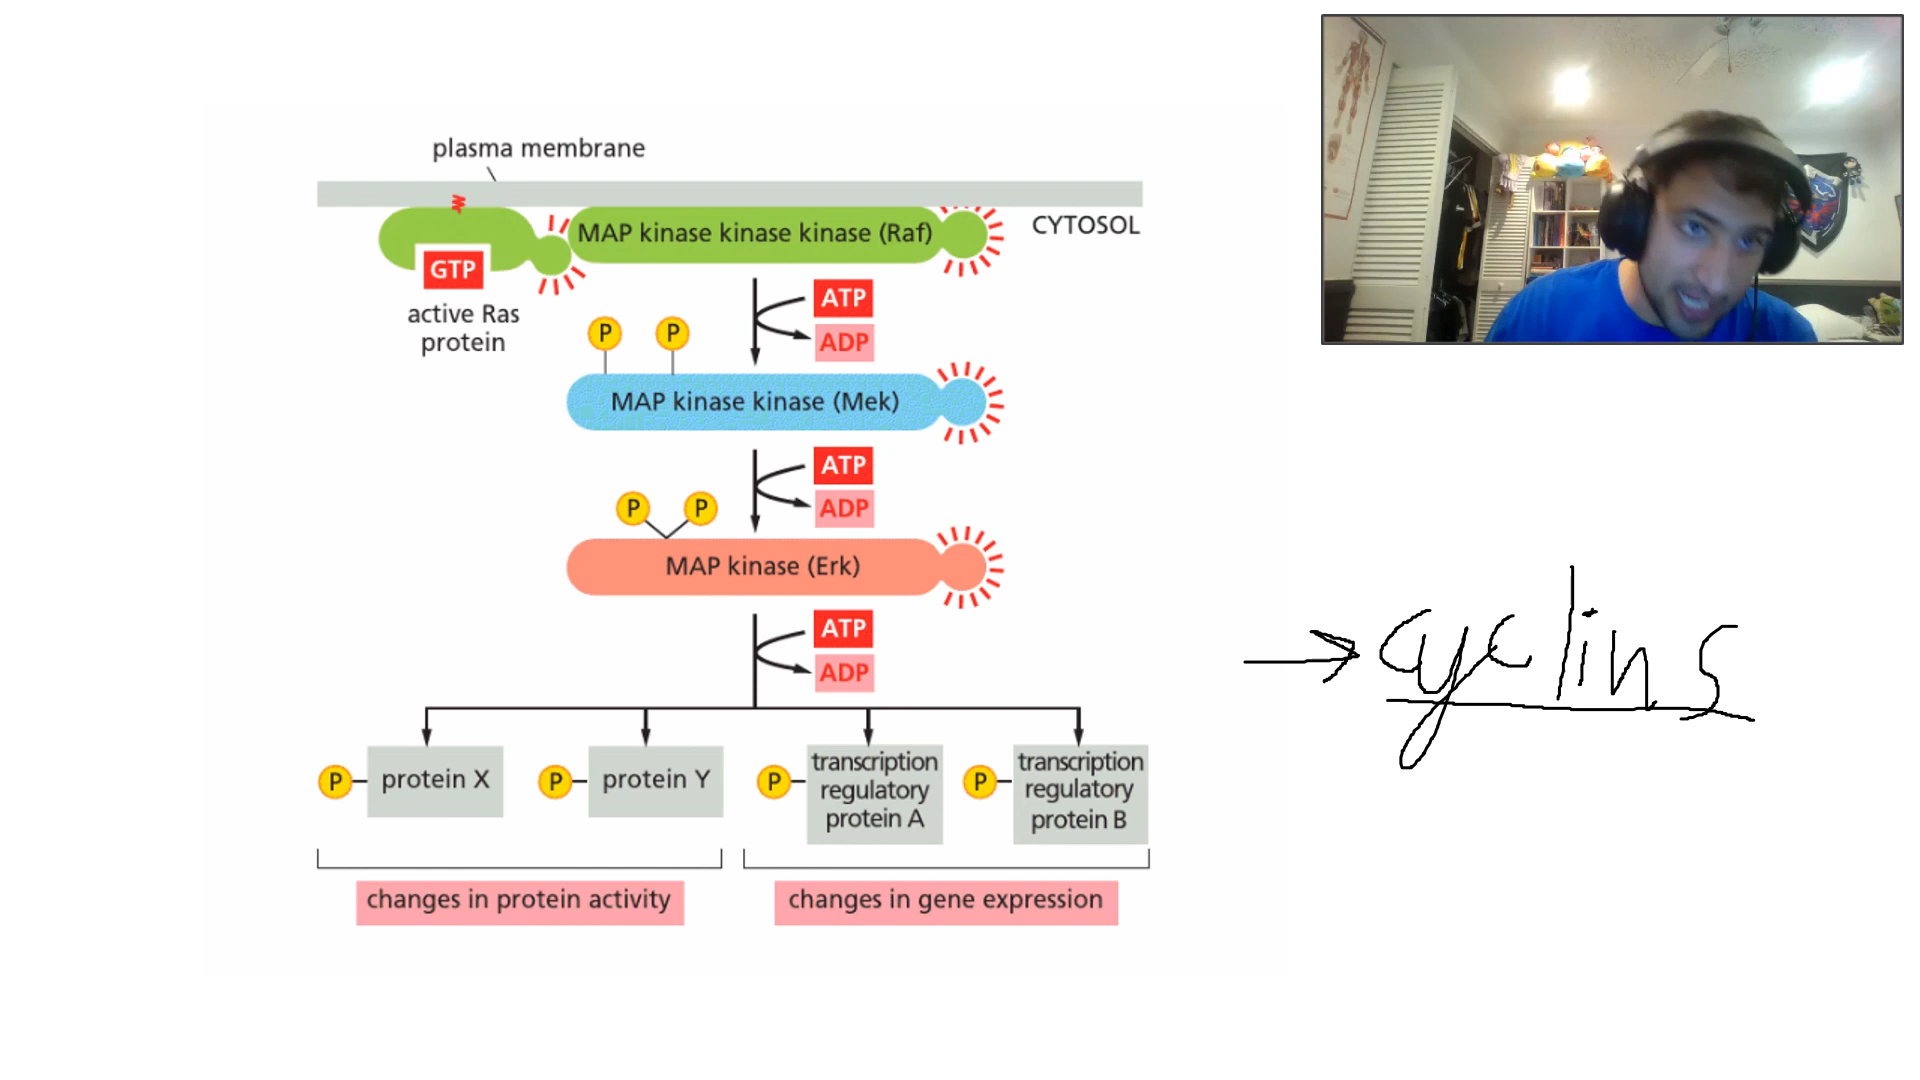 plasma membrane
CYTOSOL
MAP kinase kinase kinase (Raf)
GTP
active Ras
protein
ATP
ADP
P P
MAP kinase kinase (Mek)
ATP
ADP
P P
MAP kinase (Erk)
ATP
ADP
P protein X
P protein Y
P transcription
regulatory
protein A
P transcription
regulatory
protein B
changes in protein activity
changes in gene expression
cyclins